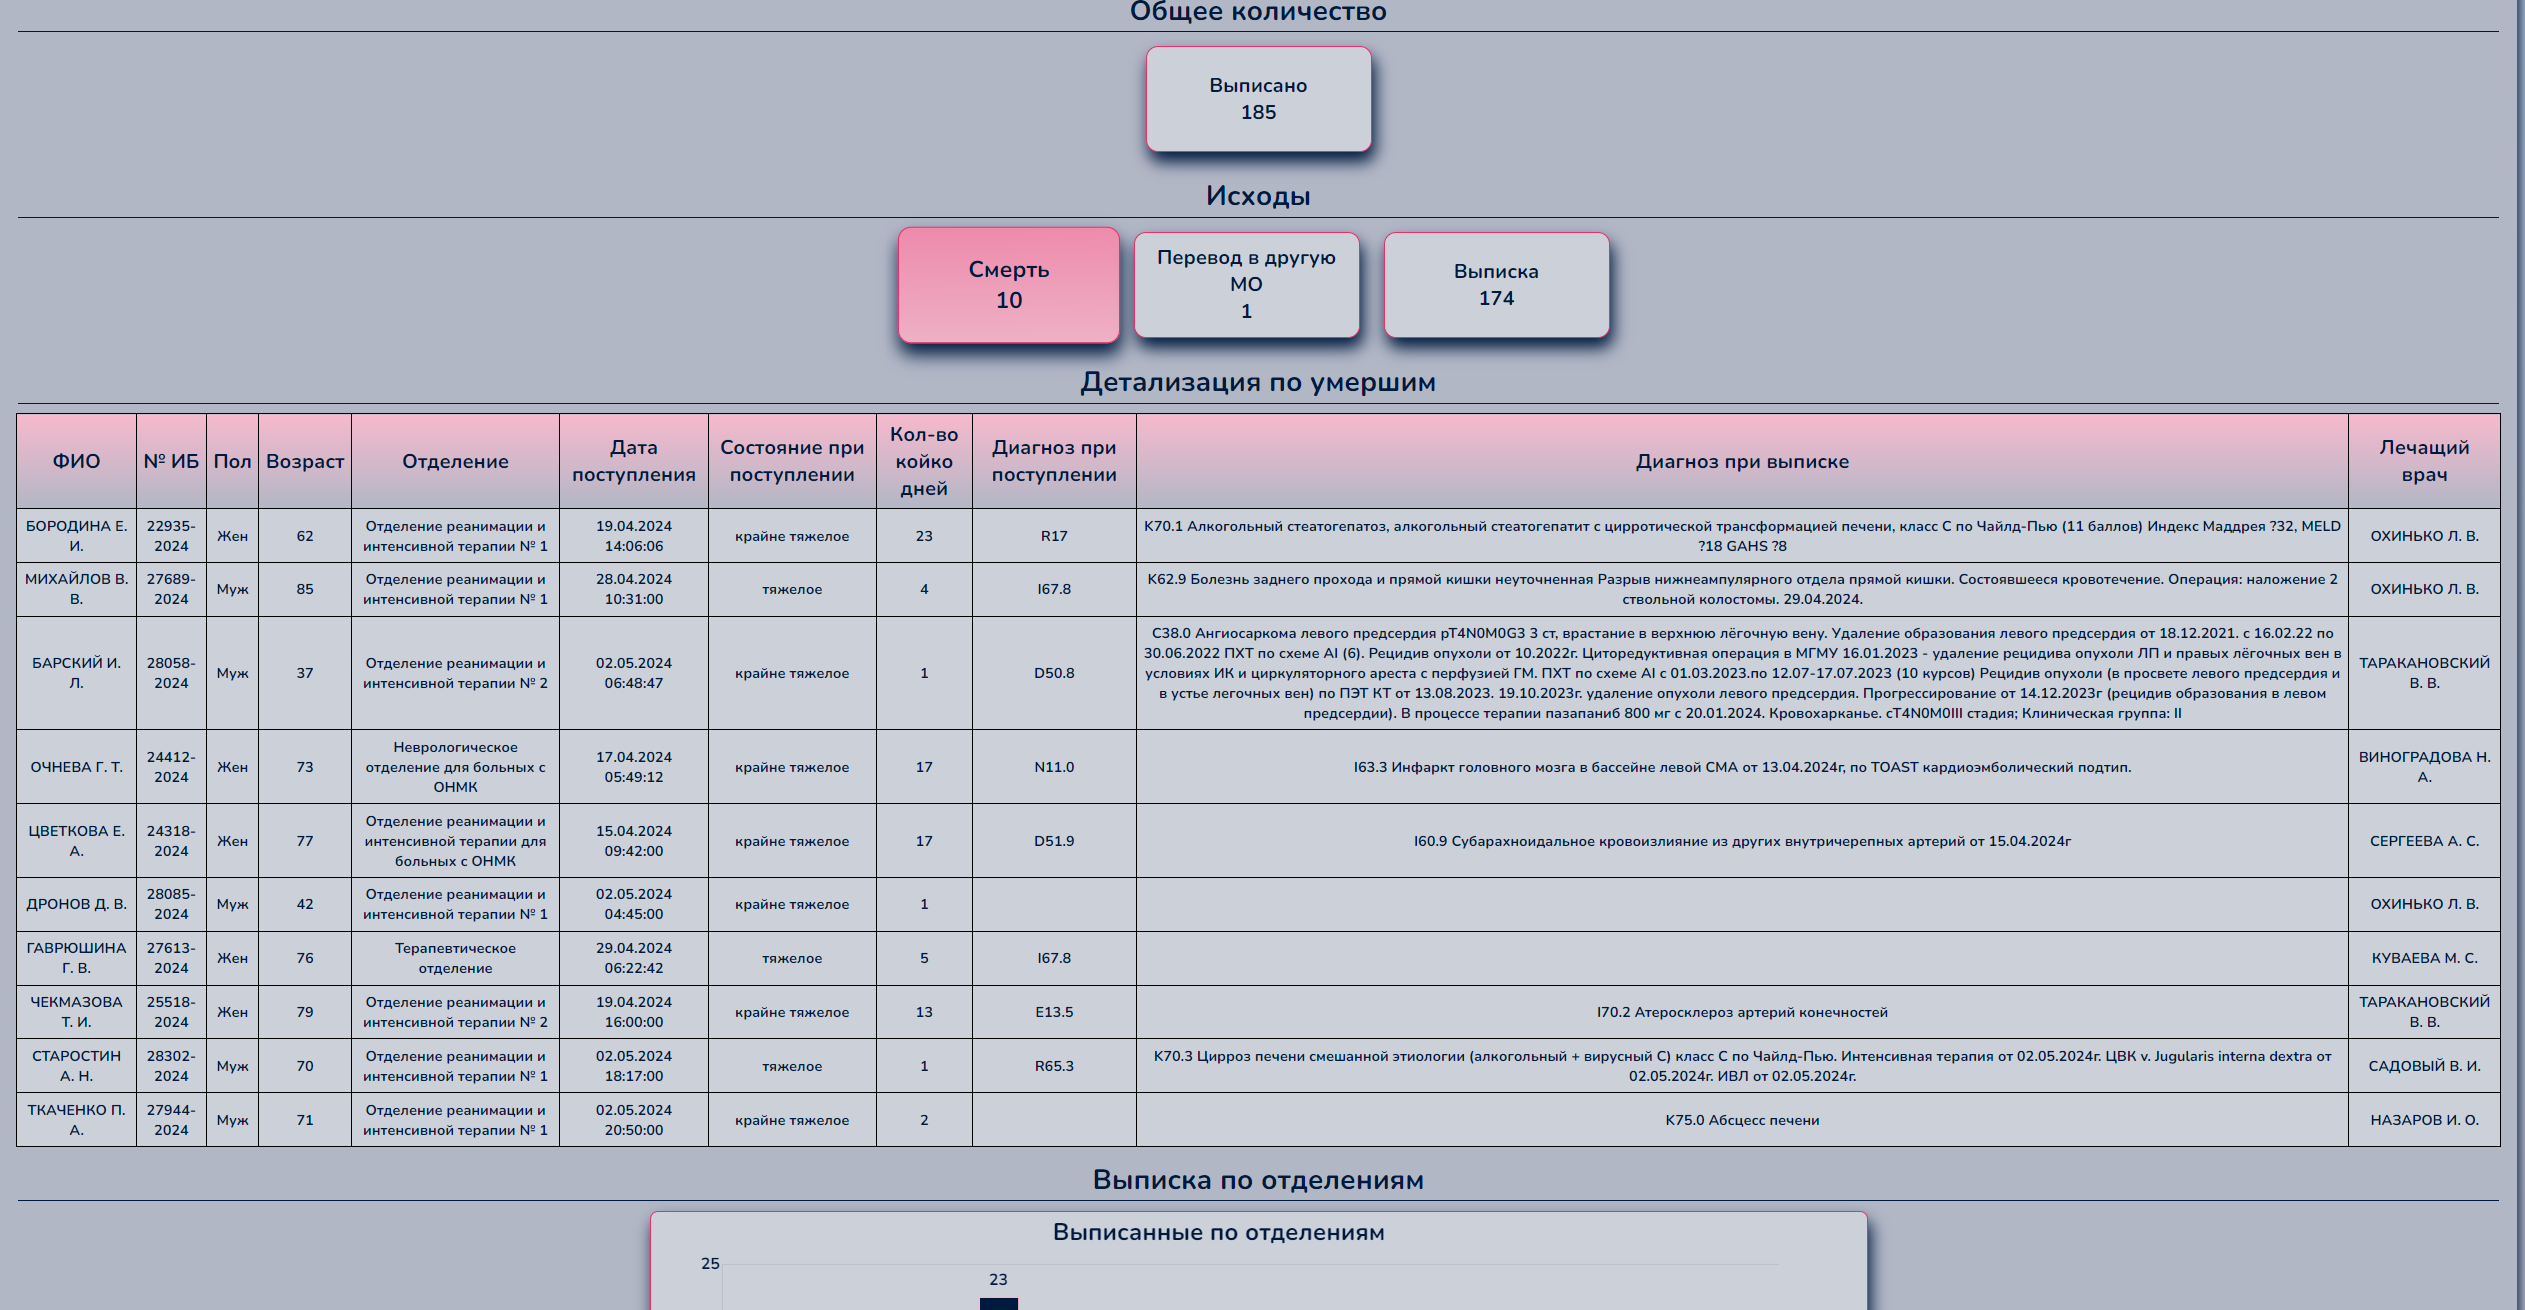 Общее количество
Выписано
185
Исходы
Смерть
10
Перевод в другую
МО
1
Выписка
174
Детализация по умершим
ФИО
№ ИБ
Пол
Возраст
Отделение
Дата
поступления
Состояние при
поступлении
Кол-во
койко
дней
Диагноз при
поступлении
Диагноз при выписке
Лечащий
врач
БОРОДИНА Е.
И.
22935-
2024
Жен
62
Отделение реанимации и
интенсивной терапии № 1
19.04.2024
14:06:06
крайне тяжелое
23
R17
K70.1 Алкогольный стеатогепатоз, алкогольный стеатогепатит с цирротической трансформацией печени, класс С по Чайлд-Пью (11 баллов) Индекс Маддрея ?32, MELD
?18 GAHS ?8
ОХИНЬКО Л. В.
МИХАЙЛОВ В.
В.
27689-
2024
Муж
85
Отделение реанимации и
интенсивной терапии № 1
28.04.2024
10:31:00
тяжелое
4
I67.8
K62.9 Болезнь заднего прохода и прямой кишки неуточненная Разрыв нижнеампулярного отдела прямой кишки. Состоявшееся кровотечение. Операция: наложение 2
ствольной колостомы. 29.04.2024.
ОХИНЬКО Л. В.
БАРСКИЙ И.
Л.
28058-
2024
Муж
37
Отделение реанимации и
интенсивной терапии № 2
02.05.2024
06:48:47
крайне тяжелое
1
D50.8
C38.0 Ангиосаркома левого предсердия pT4N0M0G3 3 ст, врастание в верхнюю лёгочную вену. Удаление образования левого предсердия от 18.12.2021. с 16.02.22 по
30.06.2022 ПХТ по схеме AI (6). Рецидив опухоли от 10.2022г. Циторедуктивная операция в МГМУ 16.01.2023 - удаление рецидива опухоли ЛП и правых лёгочных вен в
условиях ИК и циркуляторного ареста с перфузией ГМ. ПХТ по схеме AI с 01.03.2023.по 12.07-17.07.2023 (10 курсов) Рецидив опухоли (в просвете левого предсердия и
в устье легочных вен) по ПЭТ КТ от 13.08.2023. 19.10.2023г. удаление опухоли левого предсердия. Прогрессирование от 14.12.2023г (рецидив образования в левом
предсердии). В процессе терапии пазапаниб 800 мг с 20.01.2024. Кровохарканье. cT4N0M0III стадия; Клиническая группа: II
ТАРАКАНОВСКИЙ
В. В.
ОЧНЕВА Г. Т.
24412-
2024
Жен
73
Неврологическое
отделение для больных с
ОНМК
17.04.2024
05:49:12
крайне тяжелое
17
N11.0
I63.3 Инфаркт головного мозга в бассейне левой СМА от 13.04.2024г, по TOAST кардиоэмболический подтип.
ВИНОГРАДОВА Н.
А.
ЦВЕТКОВА Е.
А.
24318-
2024
Жен
77
Отделение реанимации и
интенсивной терапии для
больных с ОНМК
15.04.2024
09:42:00
крайне тяжелое
17
D51.9
I60.9 Субарахноидальное кровоизлияние из других внутричерепных артерий от 15.04.2024г
СЕРГЕЕВА А. С.
ДРОНОВ Д. В.
28085-
2024
Муж
42
Отделение реанимации и
интенсивной терапии № 1
02.05.2024
04:45:00
крайне тяжелое
1
ОХИНЬКО Л. В.
ГАВРЮШИНА
Г. В.
27613-
2024
Жен
76
Терапевтическое
отделение
29.04.2024
06:22:42
тяжелое
5
I67.8
КУВАЕВА М. С.
ЧЕКМАЗОВА
Т. И.
25518-
2024
Жен
79
Отделение реанимации и
интенсивной терапии № 2
19.04.2024
16:00:00
крайне тяжелое
13
E13.5
I70.2 Атеросклероз артерий конечностей
ТАРАКАНОВСКИЙ
В. В.
СТАРОСТИН
А. Н.
28302-
2024
Муж
70
Отделение реанимации и
интенсивной терапии № 1
02.05.2024
18:17:00
тяжелое
1
R65.3
K70.3 Цирроз печени смешанной этиологии (алкогольный + вирусный С) класс С по Чайлд-Пью. Интенсивная терапия от 02.05.2024г. ЦВК v. Jugularis interna dextra от
02.05.2024г. ИВЛ от 02.05.2024г.
САДОВЫЙ В. И.
ТКАЧЕНКО П.
А.
27944-
2024
Муж
71
Отделение реанимации и
интенсивной терапии № 1
02.05.2024
20:50:00
крайне тяжелое
2
K75.0 Абсцесс печени
НАЗАРОВ И. О.
Выписка по отделениям
Выписанные по отделениям
25
23